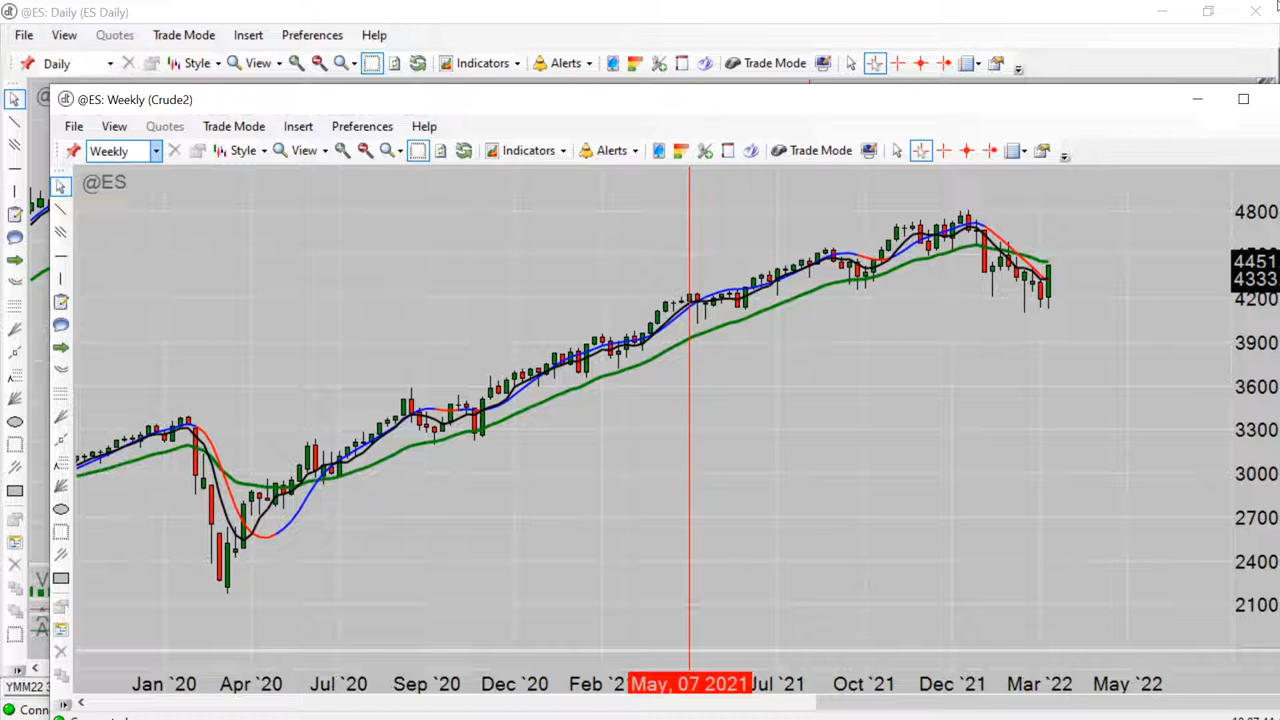 @ES: Daily (ES Daily)
File View Quotes Trade Mode Insert Preferences Help
Daily Style View Indicators Alerts Trade Mode
@ES: Weekly (Crude2)
File View Quotes Trade Mode Insert Preferences Help
Weekly Style View Indicators Alerts Trade Mode
@ES
4800
4451
4333
4200
3900
3600
3300
3000
2700
2400
2100
Jan `20 Apr `20 Jul `20 Sep `20 Dec `20 May, 07 2021 Jul `21 Oct `21 Dec `21 Mar `22 May `22
YMM22